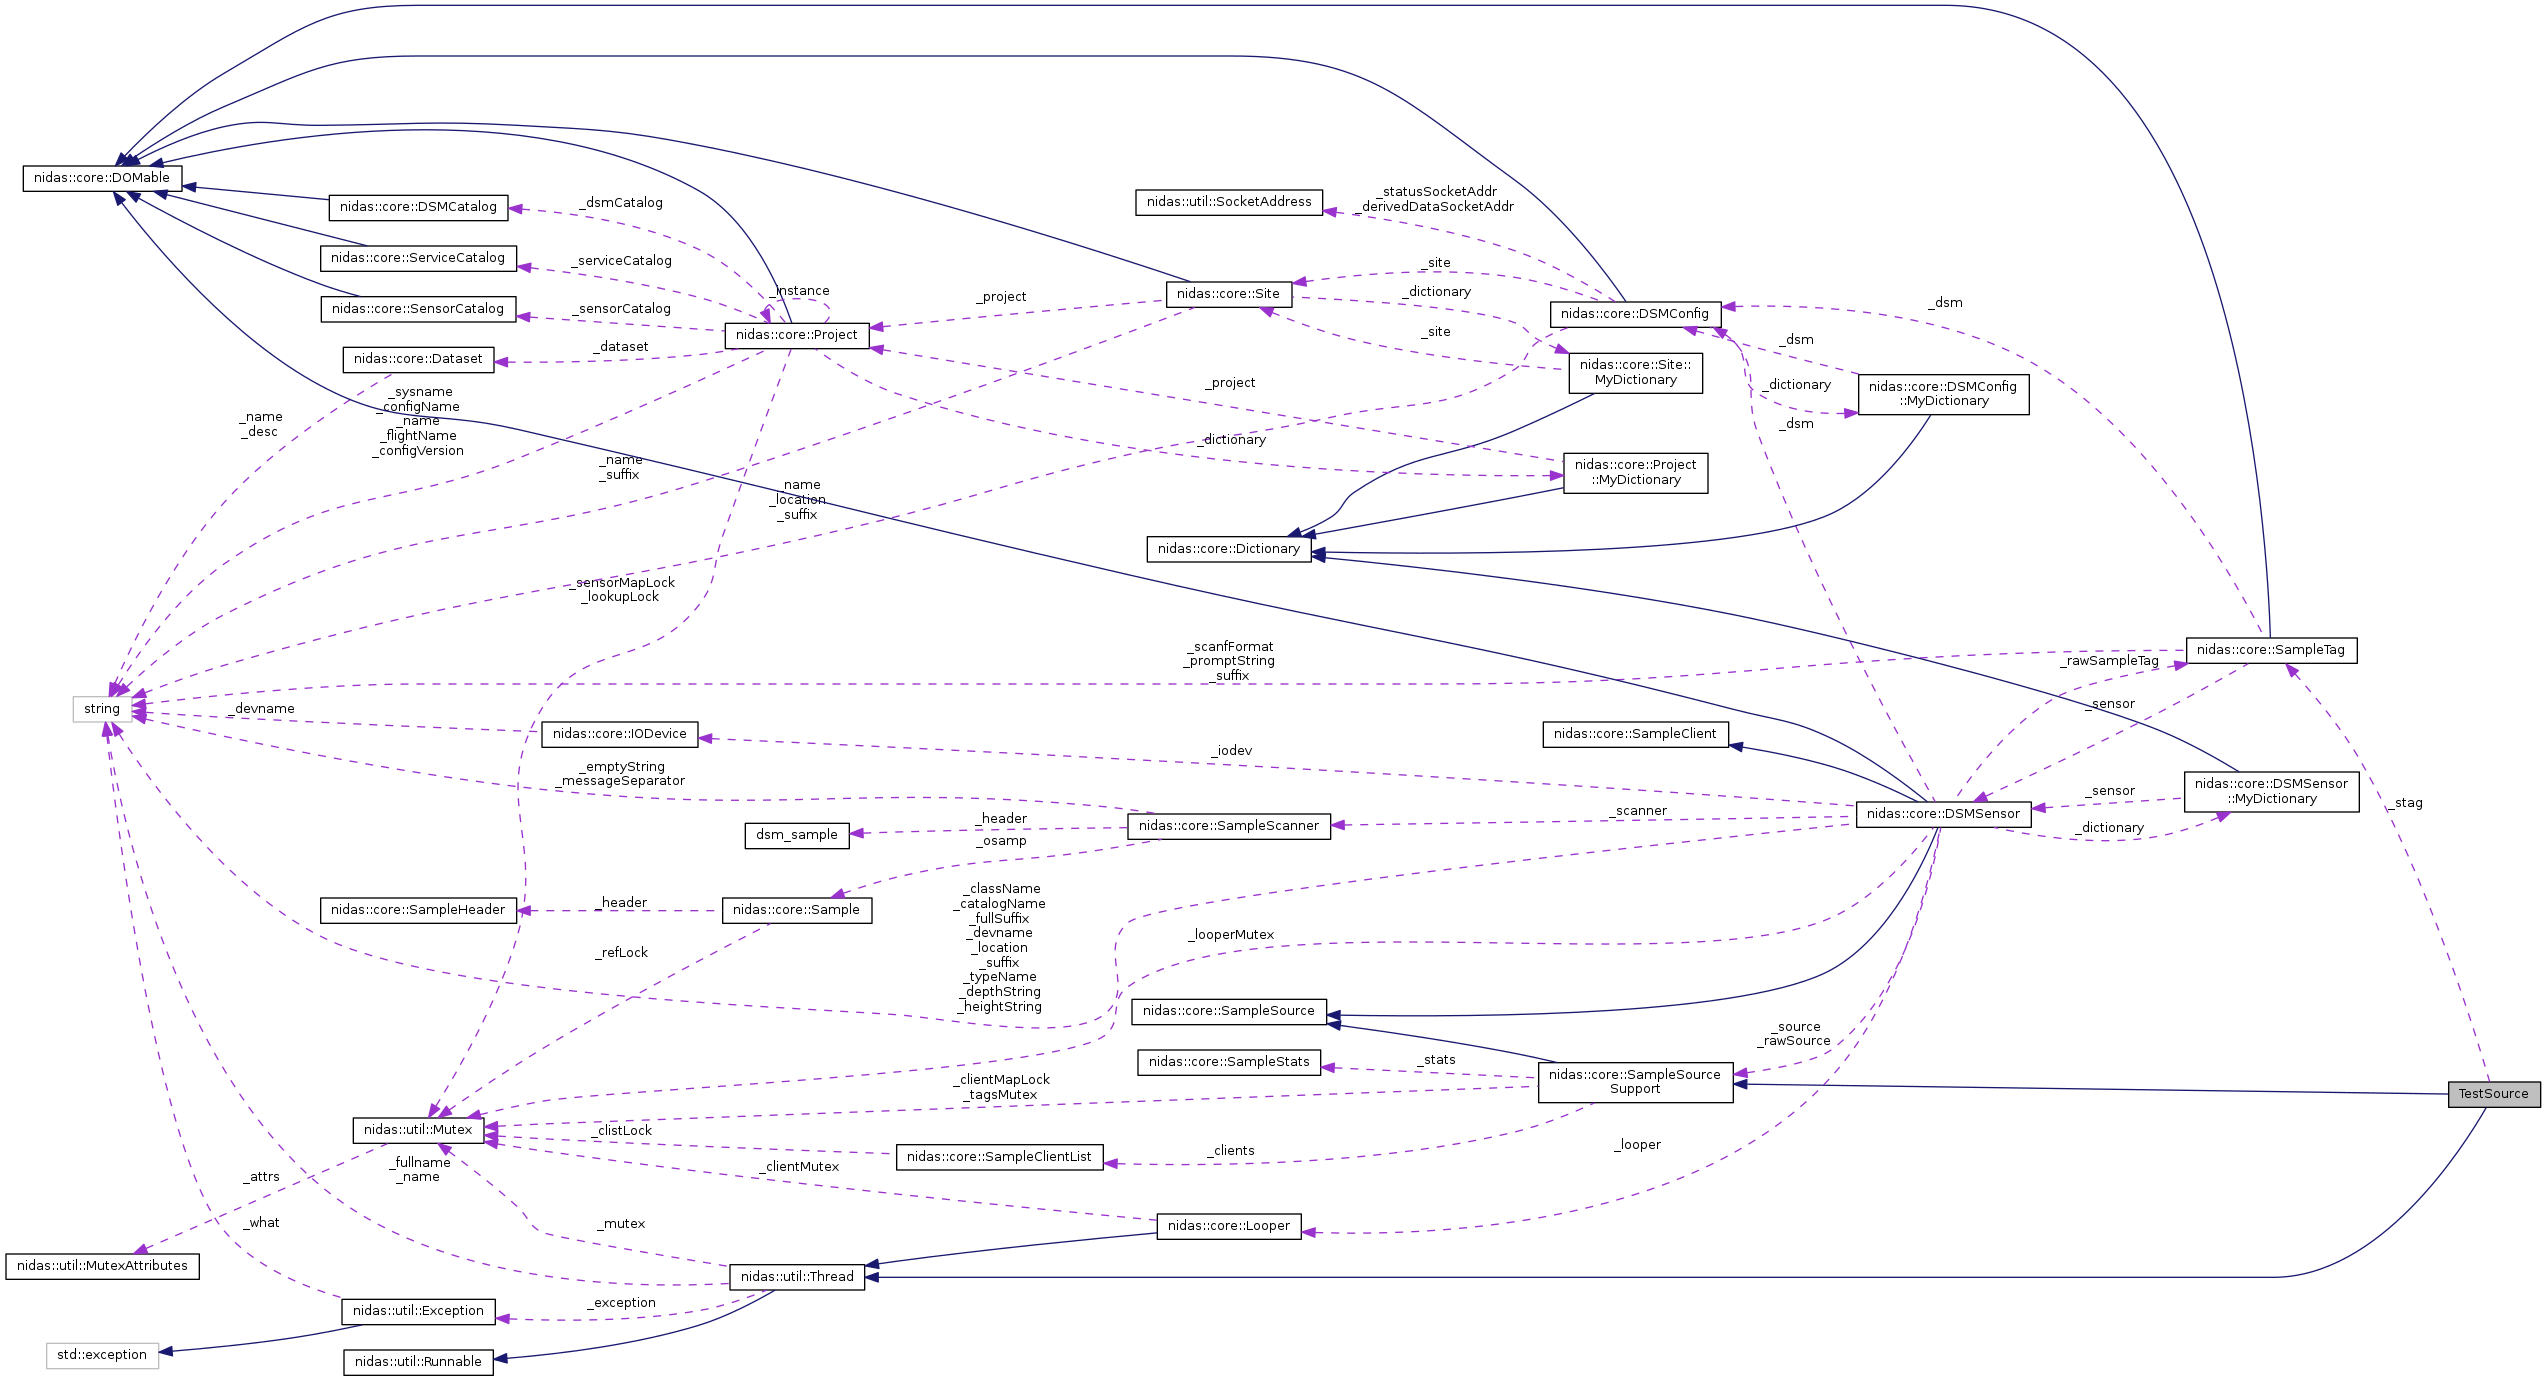 nidas::core::DOMable
nidas::core::DSMCatalog
_dsmCatalog
nidas::util::SocketAddress
_statusSocketAddr
_derivedDataSocketAddr
nidas::core::ServiceCatalog
_serviceCatalog
_instance
nidas::core::SensorCatalog
_sensorCatalog
nidas::core::Project
_project
nidas::core::Site
_site
_dictionary
nidas::core::DSMConfig
_dsm
nidas::core::Dataset
_dataset
_site
nidas::core::Site::
MyDictionary
_dsm
_dictionary
nidas::core::DSMConfig
::MyDictionary
_project
_name
_desc
_sysname
_configName
_name
_flightName
_configVersion
_dsm
_dictionary
_name
_suffix
nidas::core::Project
::MyDictionary
_name
_location
_suffix
nidas::core::Dictionary
_sensorMapLock
_lookupLock
_scanfFormat
_promptString
_suffix
nidas::core::SampleTag
_rawSampleTag
string
_devname
nidas::core::IODevice
nidas::core::SampleClient
_sensor
_iodev
_emptyString
_messageSeparator
nidas::core::DSMSensor
::MyDictionary
_sensor
_stag
dsm_sample
_header
_osamp
nidas::core::SampleScanner
_scanner
nidas::core::DSMSensor
_dictionary
nidas::core::SampleHeader
_header
nidas::core::Sample
_className
_catalogName
_fullSuffix
_devname
_location
_suffix
_typeName
_depthString
_heightString
_refLock
_looperMutex
nidas::core::SampleSource
_source
_rawSource
nidas::core::SampleStats
_stats
nidas::core::SampleSource
Support
TestSource
_clientMapLock
_tagsMutex
nidas::util::Mutex
_clistLock
nidas::core::SampleClientList
_clients
_looper
_fullname
_name
_clientMutex
_attrs
_what
_mutex
nidas::core::Looper
nidas::util::MutexAttributes
nidas::util::Thread
nidas::util::Exception
_exception
std::exception
nidas::util::Runnable